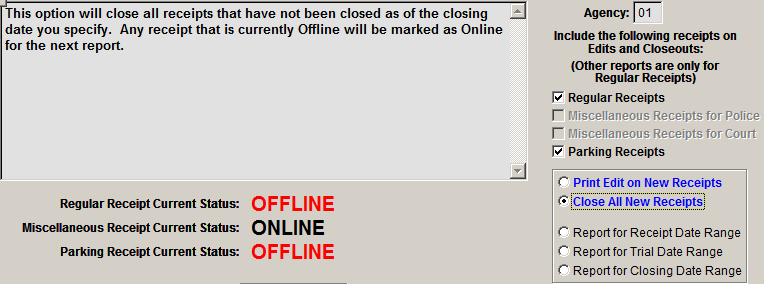 This option will close all receipts that have not been closed as of the closing
date you specify.  Any receipt that is currently Offline will be marked as Online
for the next report.
Regular Receipt Current Status: OFFLINE
Miscellaneous Receipt Current Status: ONLINE
Parking Receipt Current Status: OFFLINE
Agency: 01
Include the following receipts on
Edits and Closeouts:
(Other reports are only for
Regular Receipts)
Regular Receipts
Miscellaneous Receipts for Police
Miscellaneous Receipts for Court
Parking Receipts
Print Edit on New Receipts
Close All New Receipts
Report for Receipt Date Range
Report for Trial Date Range
Report for Closing Date Range